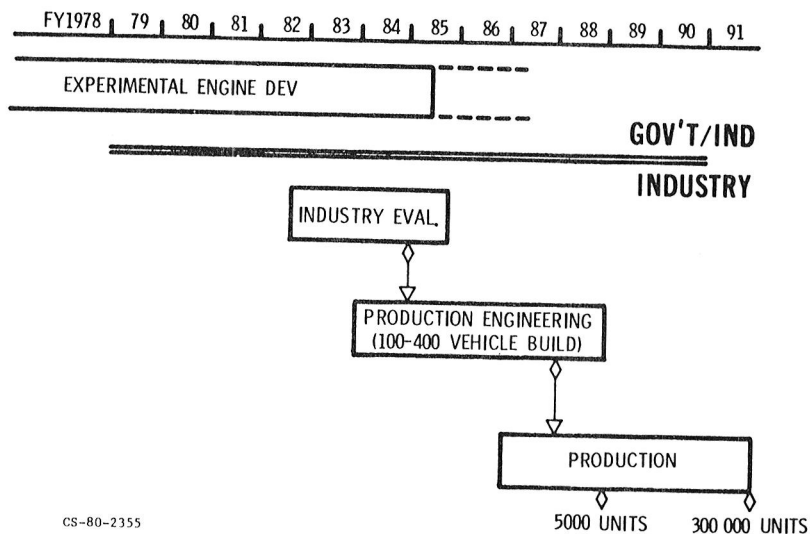 FY1978 79 80 81 82 83 84 85 86 87 88 89 90 91
EXPERIMENTAL ENGINE DEV
GOV'T/IND
INDUSTRY
INDUSTRY EVAL.
PRODUCTION ENGINEERING
(100-400 VEHICLE BUILD)
PRODUCTION
5000 UNITS
300 000 UNITS
CS-80-2355